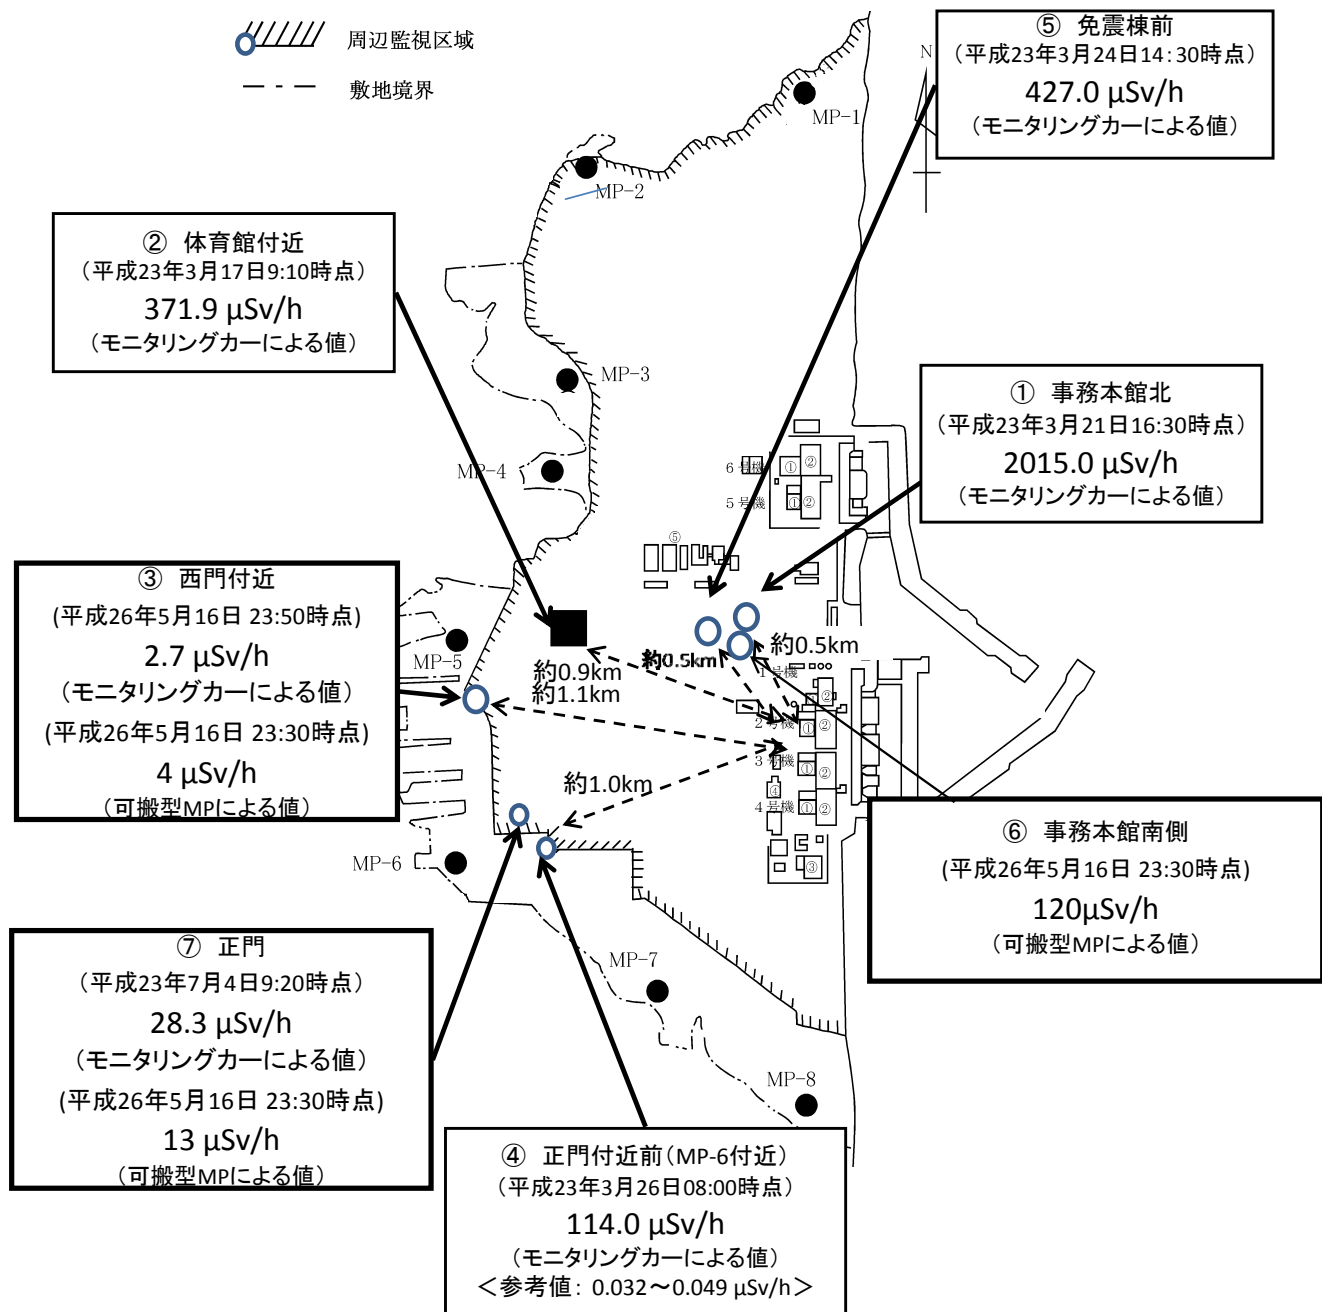 周辺監視区域
敷地境界
⑤ 免震棟前
（平成23年3月24日14:30時点）
427.0 μSv/h
（モニタリングカーによる値）
N
MP-1
MP-2
② 体育館付近
（平成23年3月17日9:10時点）
371.9 μSv/h
（モニタリングカーによる値）
MP-3
① 事務本館北
（平成23年3月21日16:30時点）
2015.0 μSv/h
（モニタリングカーによる値）
MP-4
6号機
①
②
5号機
①
②
⑤
③ 西門付近
(平成26年5月16日 23:50時点)
2.7 μSv/h
（モニタリングカーによる値）
(平成26年5月16日 23:30時点)
4 μSv/h
（可搬型MPによる値）
MP-5
約0.9km
約1.1km
約0.5km
約0.5km
1号機
②
2号機
①
②
3号機
①
②
約1.0km
④
4号機
①
②
③
⑥ 事務本館南側
(平成26年5月16日 23:30時点)
120μSv/h
（可搬型MPによる値）
MP-6
⑦ 正門
（平成23年7月4日9:20時点）
28.3 μSv/h
（モニタリングカーによる値）
(平成26年5月16日 23:30時点)
13 μSv/h
（可搬型MPによる値）
MP-7
MP-8
④ 正門付近前（MP-6付近）
（平成23年3月26日08:00時点）
114.0 μSv/h
（モニタリングカーによる値）
＜参考値： 0.032～0.049 μSv/h＞